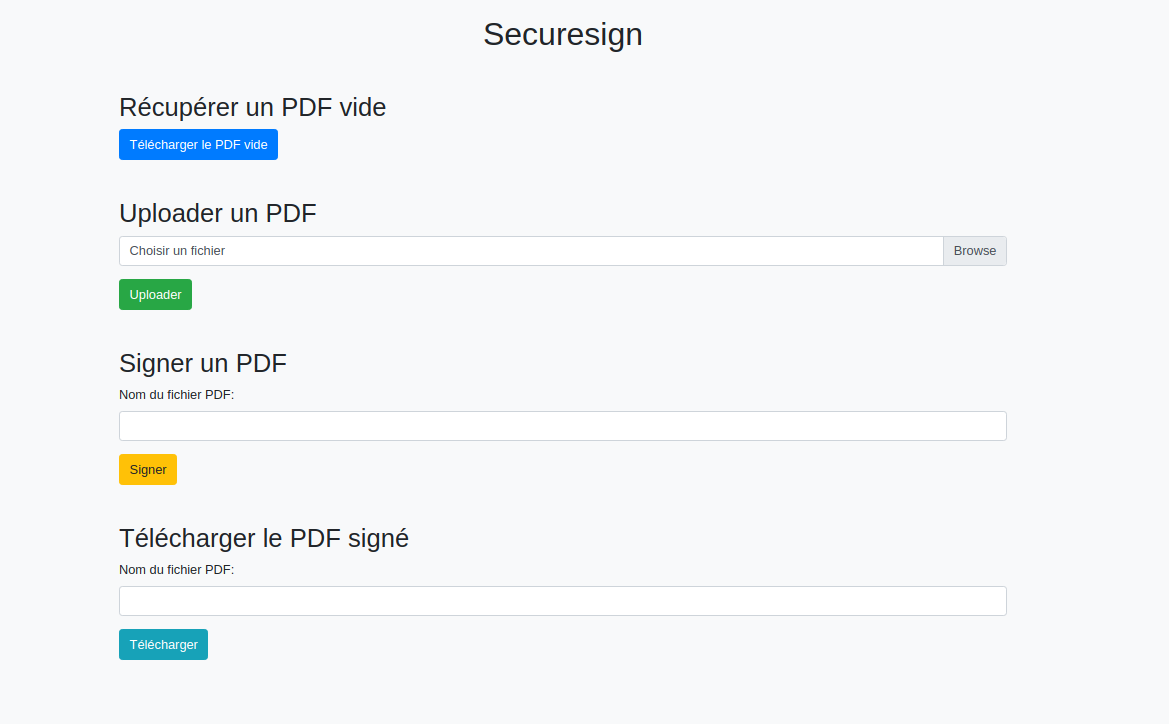 Securesign
Récupérer un PDF vide
Télécharger le PDF vide
Uploader un PDF
Choisir un fichier Browse
Uploader
Signer un PDF
Nom du fichier PDF:
Signer
Télécharger le PDF signé
Nom du fichier PDF:
Télécharger